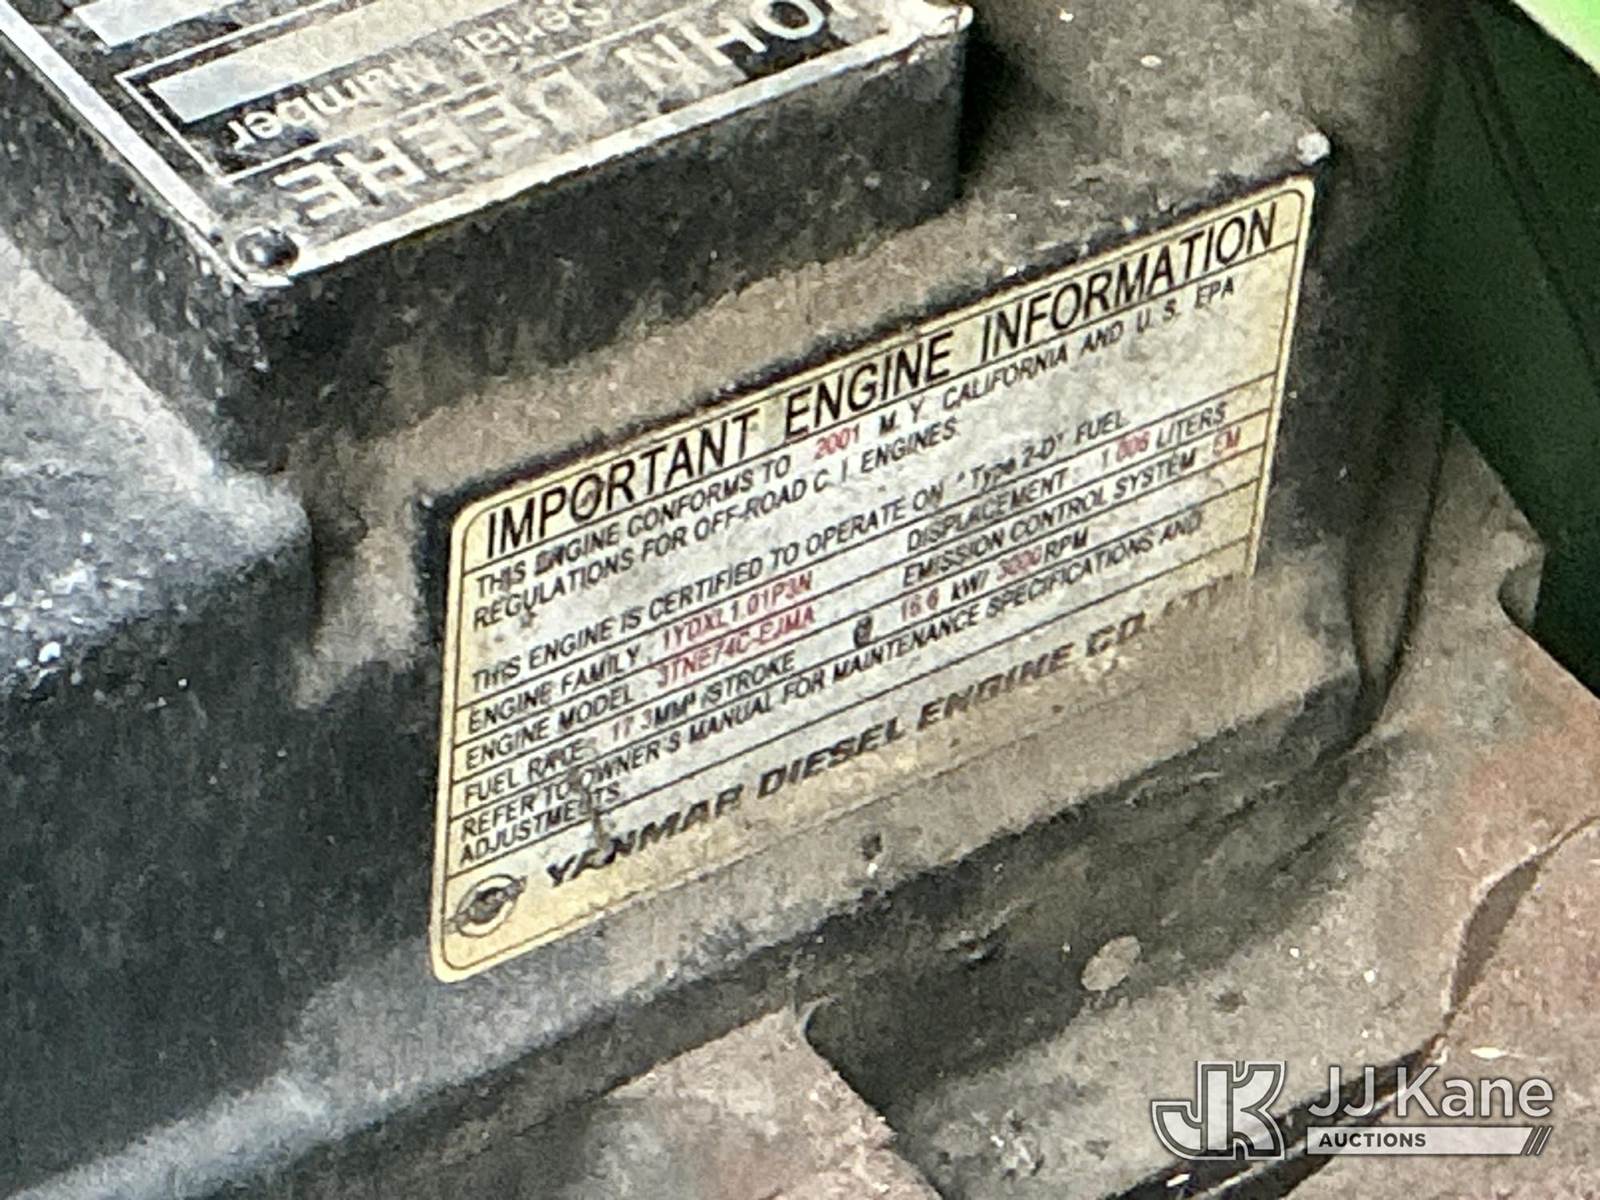 JOHN DEERE
Serial
Number
IMPORTANT ENGINE INFORMATION
THIS ENGINE CONFORMS TO 2001 M. Y. CALIFORNIA AND U. S. EPA
REGULATIONS FOR OFF-ROAD C. I ENGINES.
THIS ENGINE IS CERTIFIED TO OPERATE ON "Type 2-D" FUEL
ENGINE FAMILY 1YDXL1.01P3N DISPLACEMENT 1.006 LITERS
ENGINE MODEL 3TNE74C-EJMA EMISSION CONTROL SYSTEM EM
FUEL RATE 17.3MM³/STROKE @ 16.6 kW/ 3000RPM
REFER TO OWNER'S MANUAL FOR MAINTENANCE SPECIFICATIONS AND
ADJUSTMENTS
YANMAR DIESEL ENGINE CO. LTD.
JK JJ Kane
AUCTIONS